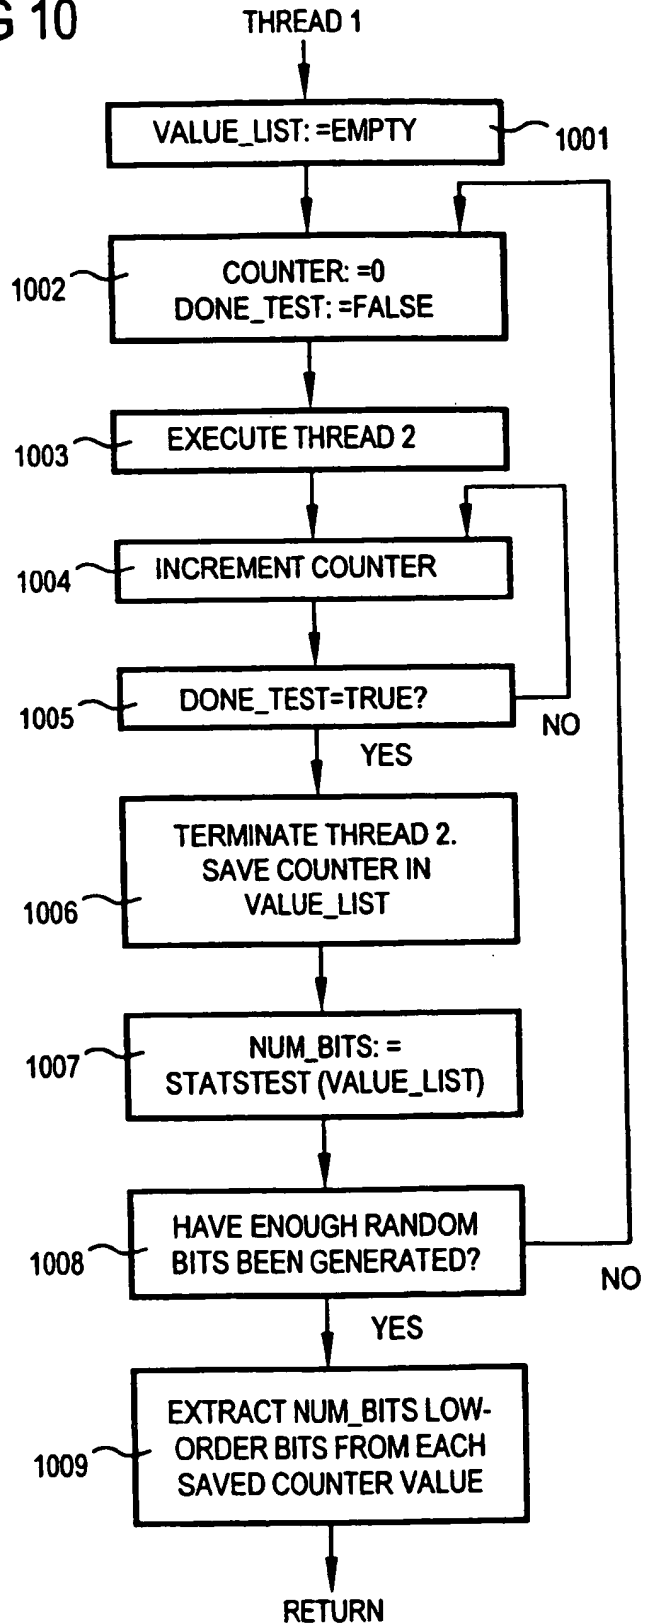 G 10
THREAD 1
VALUE_LIST: =EMPTY
1001
COUNTER: =0
DONE_TEST: =FALSE
1002
EXECUTE THREAD 2
1003
INCREMENT COUNTER
1004
DONE_TEST=TRUE?
1005
NO
YES
TERMINATE THREAD 2.
SAVE COUNTER IN
VALUE_LIST
1006
NUM_BITS: =
STATSTEST (VALUE_LIST)
1007
HAVE ENOUGH RANDOM
BITS BEEN GENERATED?
1008
NO
YES
EXTRACT NUM_BITS LOW-
ORDER BITS FROM EACH
SAVED COUNTER VALUE
1009
RETURN